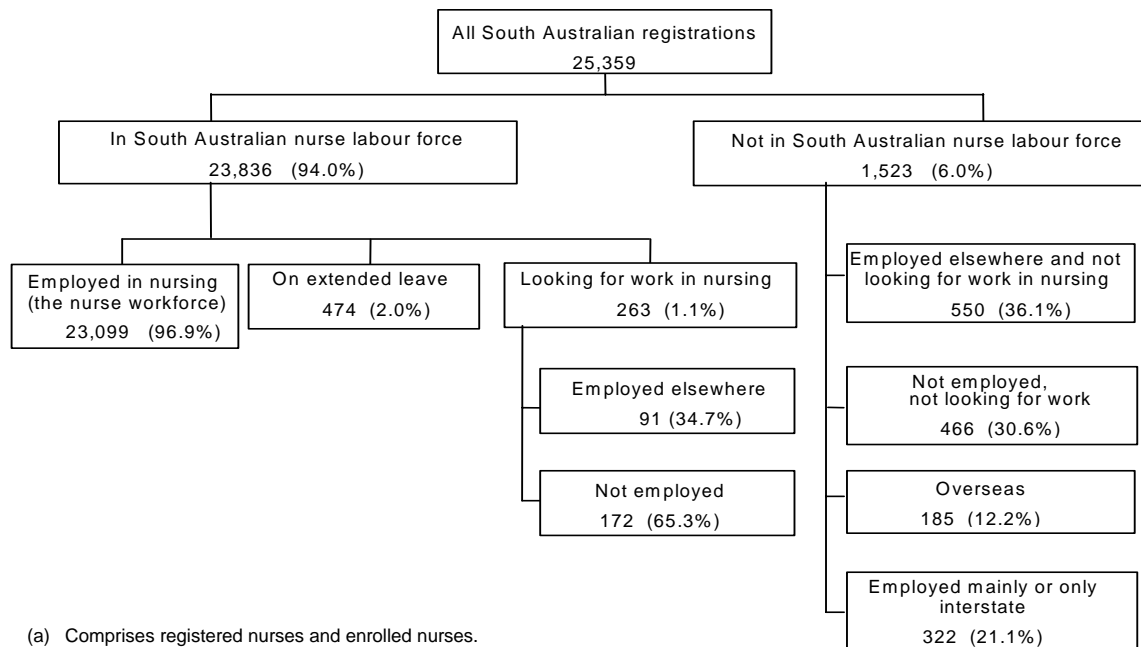 All South Australian registrations
25,359
In South Australian nurse labour force
23,836 (94.0%)
Not in South Australian nurse labour force
1,523 (6.0%)
Employed in nursing
(the nurse workforce)
23,099 (96.9%)
On extended leave
474 (2.0%)
Looking for work in nursing
263 (1.1%)
Employed elsewhere
91 (34.7%)
Not employed
172 (65.3%)
Employed elsewhere and not
looking for work in nursing
550 (36.1%)
Not employed,
not looking for work
466 (30.6%)
Overseas
185 (12.2%)
Employed mainly or only
interstate
322 (21.1%)
(a) Comprises registered nurses and enrolled nurses.